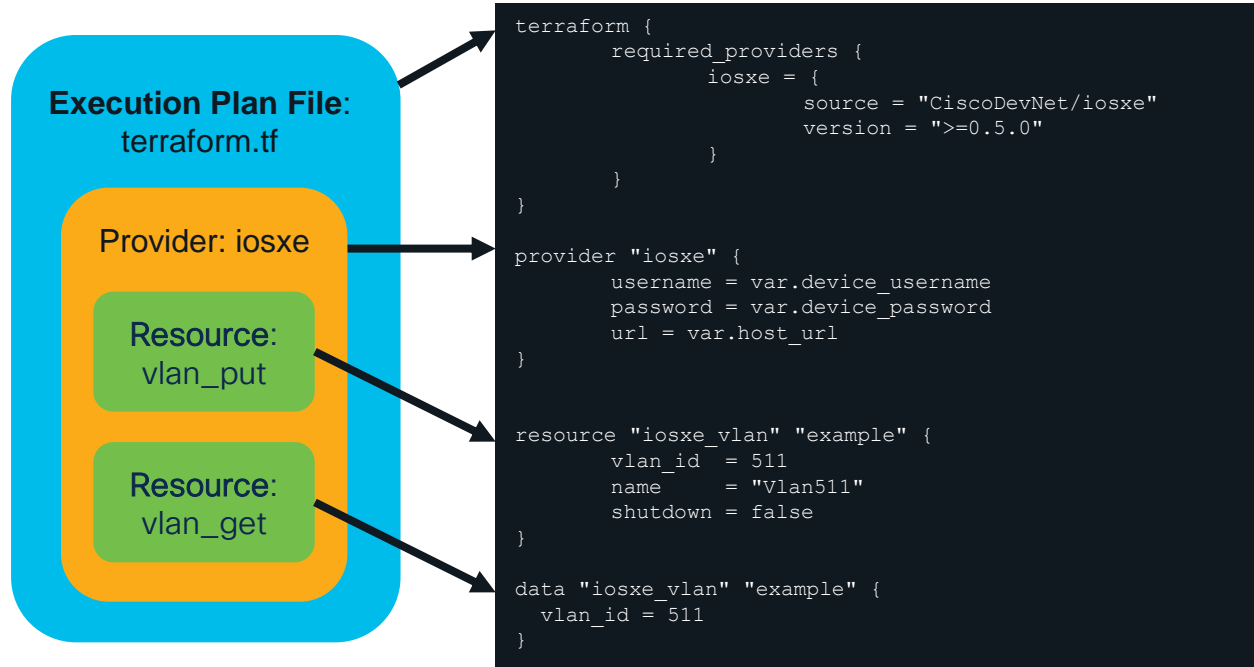 Execution Plan File:
terraform.tf
Provider: iosxe
Resource:
vlan_put
Resource:
vlan_get
terraform {
        required_providers {
                iosxe = {
                        source = "CiscoDevNet/iosxe"
                        version = ">=0.5.0"
                }
        }
}
provider "iosxe" {
        username = var.device_username
        password = var.device_password
        url = var.host_url
}
resource "iosxe_vlan" "example" {
        vlan_id  = 511
        name     = "Vlan511"
        shutdown = false
}
data "iosxe_vlan" "example" {
  vlan_id = 511
}